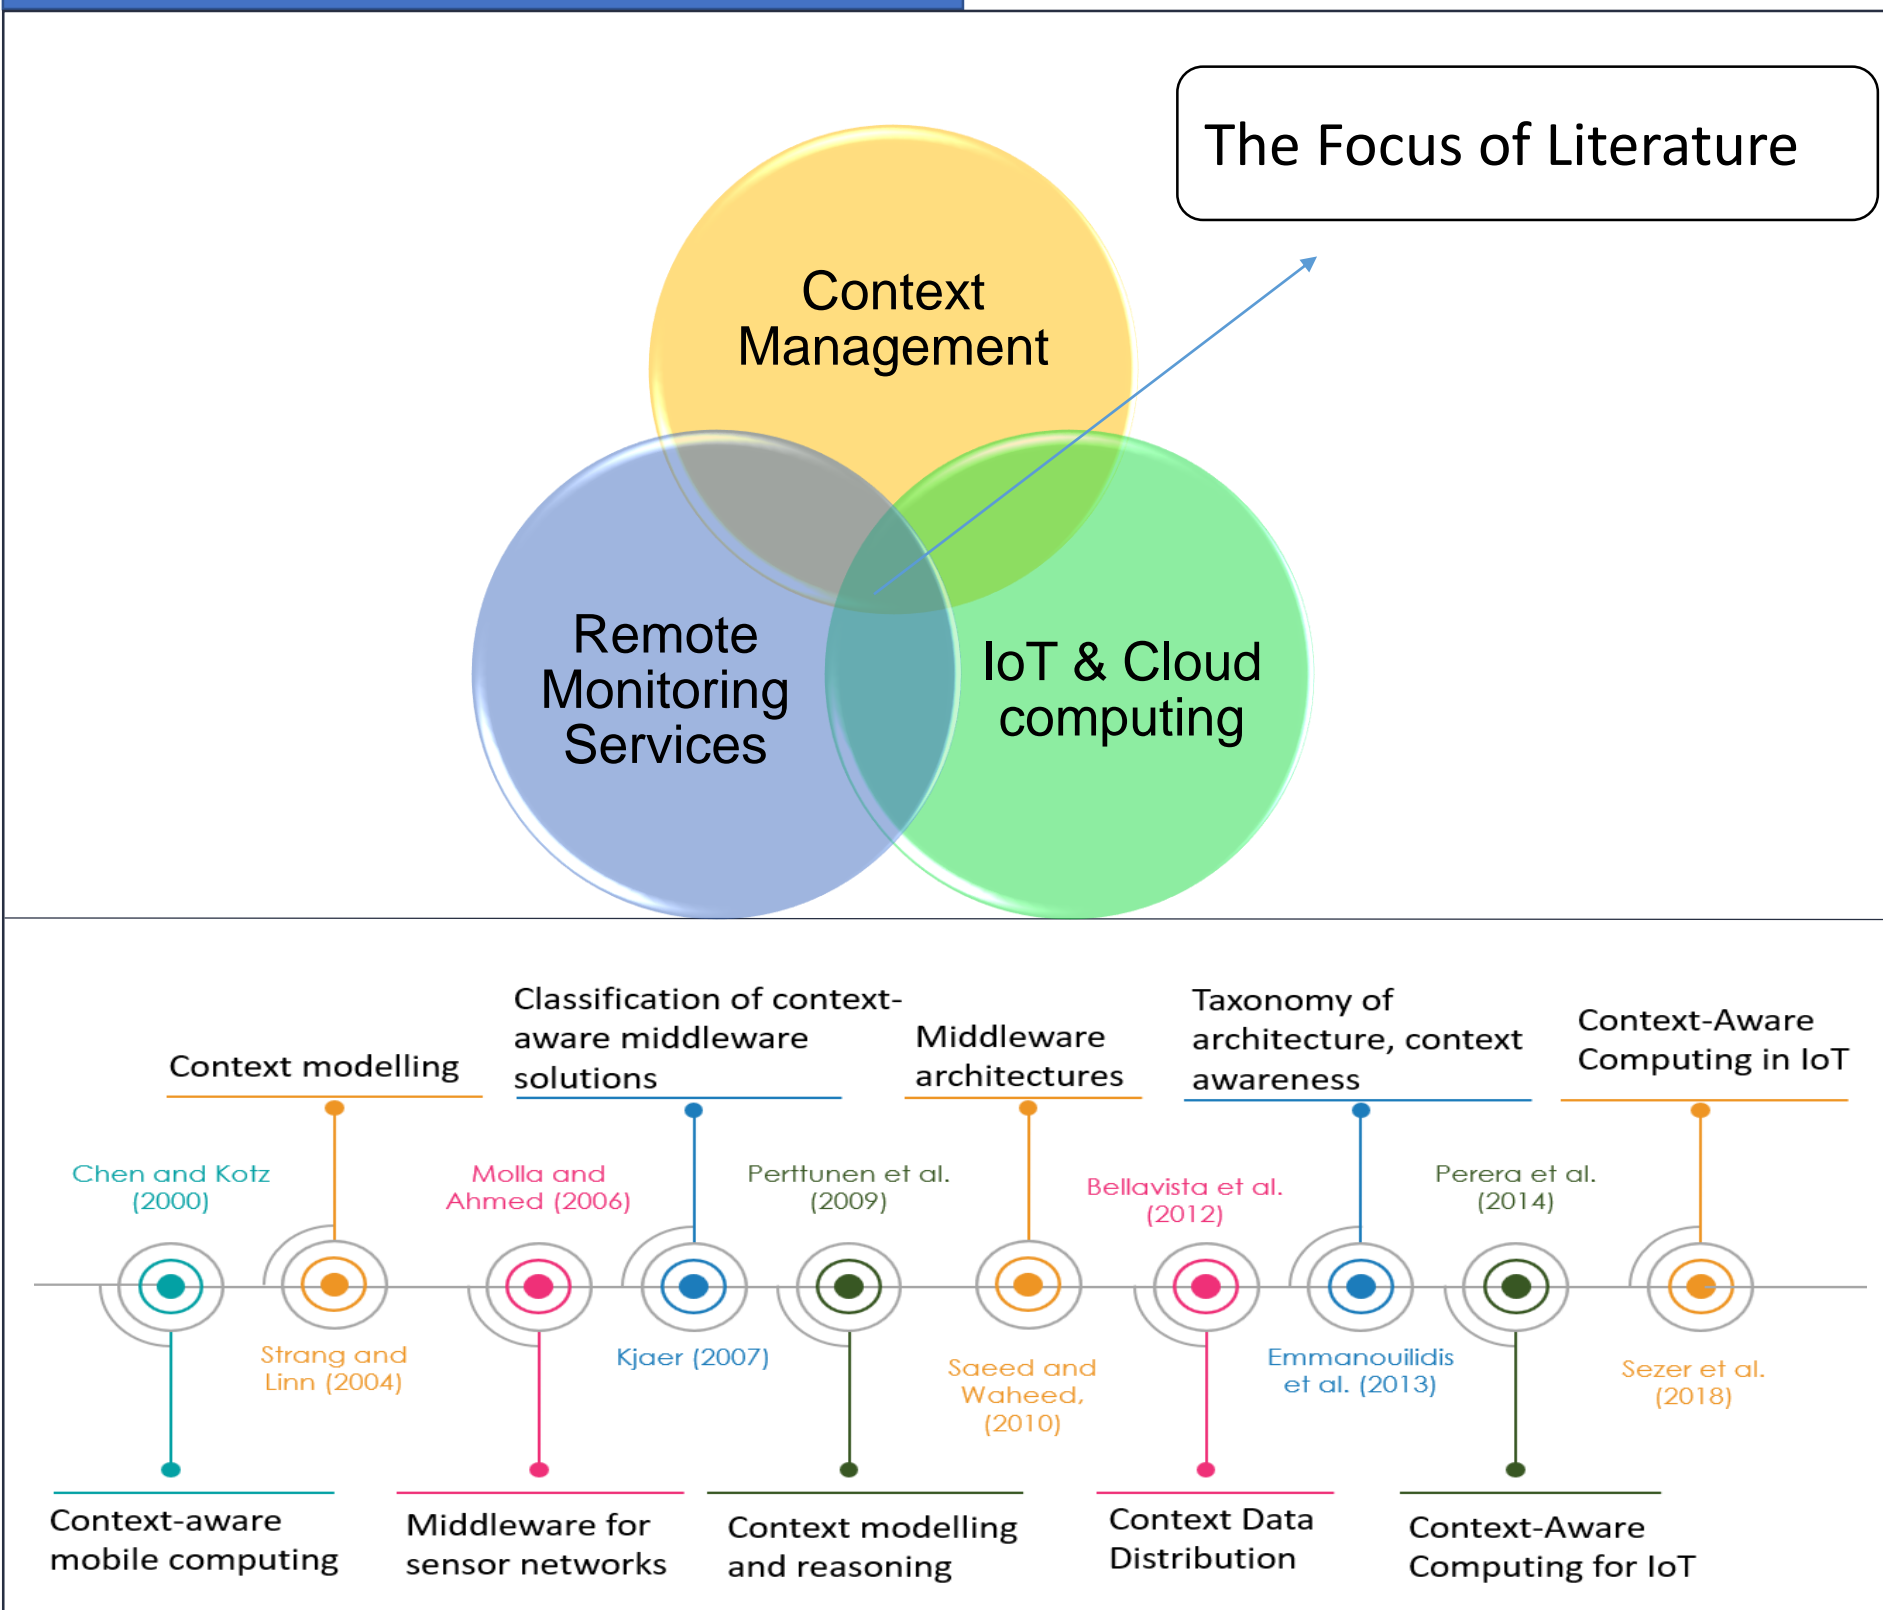 The Focus of Literature
Context
Management
Remote
Monitoring
Services
IoT & Cloud
computing
Context modelling
Classification of context-
aware middleware
solutions
Middleware
architectures
Taxonomy of
architecture, context
awareness
Context-Aware
Computing in IoT
Chen and Kotz
(2000)
Molla and
Ahmed (2006)
Perttunen et al.
(2009)
Bellavista et al.
(2012)
Perera et al.
(2014)
Strang and
Linn (2004)
Kjaer (2007)
Saeed and
Waheed,
(2010)
Emmanouilidis
et al. (2013)
Sezer et al.
(2018)
Context-aware
mobile computing
Middleware for
sensor networks
Context modelling
and reasoning
Context Data
Distribution
Context-Aware
Computing for IoT